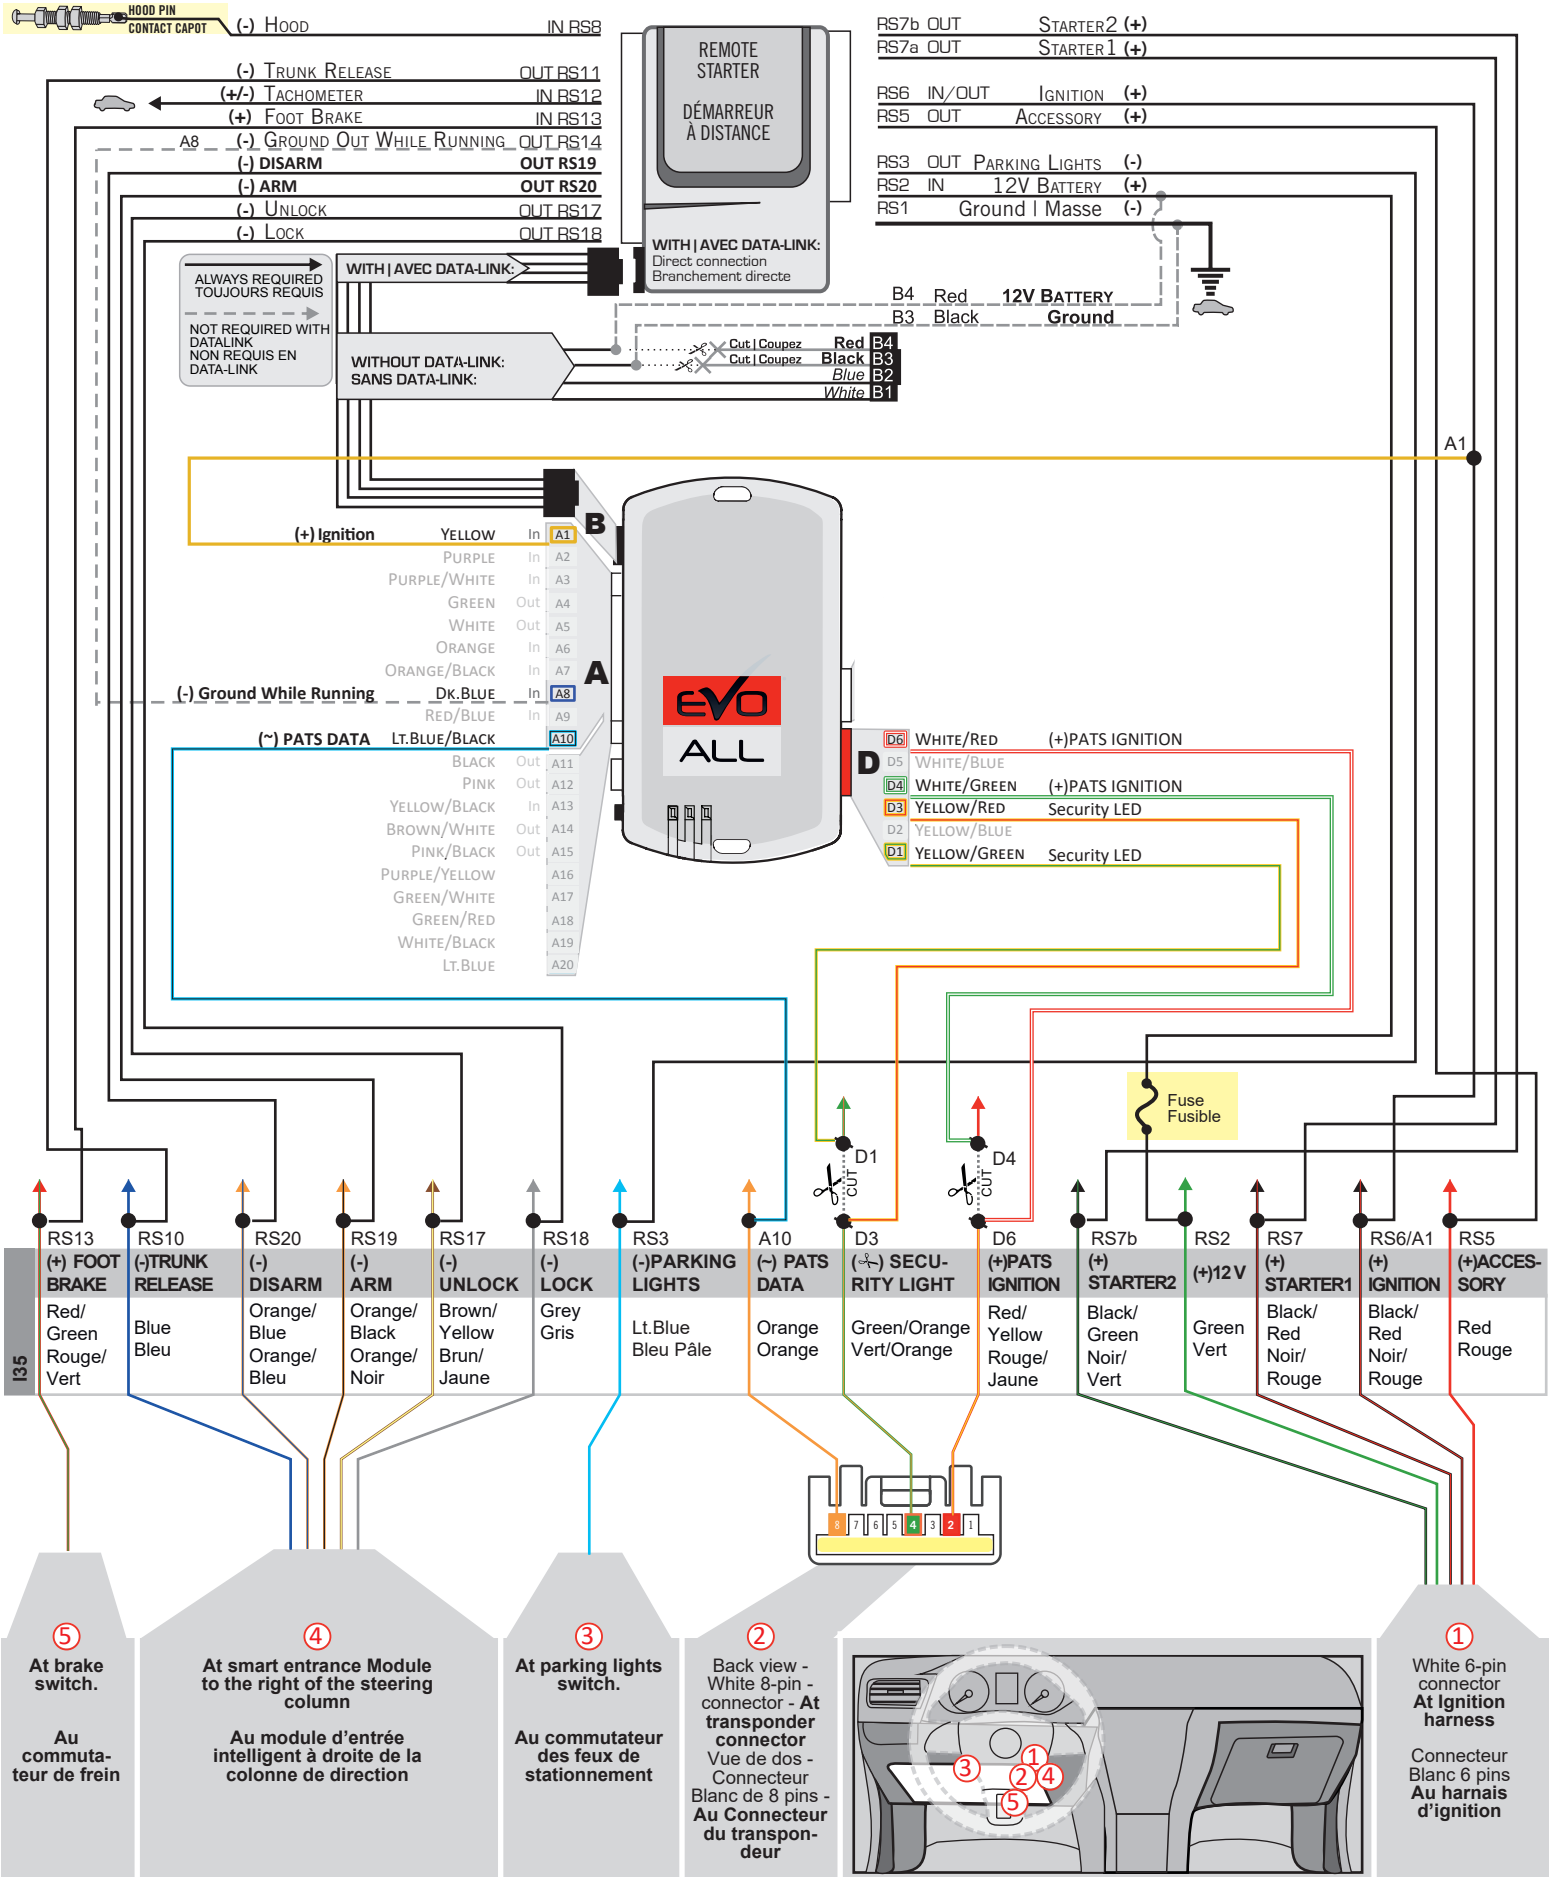 HOOD PIN
CONTACT CAPOT
(-) Hood IN RS8
(-) Trunk Release OUT RS11
(+/-) Tachometer IN RS12
(+) Foot Brake IN RS13
A8 (-) Ground Out While Running OUT RS14
(-) DISARM OUT RS19
(-) ARM OUT RS20
(-) Unlock OUT RS17
(-) Lock OUT RS18
REMOTE
STARTER
DÉMARREUR
À DISTANCE
WITH | AVEC DATA-LINK:
Direct connection
Branchement directe
RS7b OUT Starter2 (+)
RS7a OUT Starter1 (+)
RS6 IN/OUT Ignition (+)
RS5 OUT Accessory (+)
RS3 OUT Parking Lights (-)
RS2 IN 12V Battery (+)
RS1 Ground | Masse (-)
ALWAYS REQUIRED
TOUJOURS REQUIS
NOT REQUIRED WITH
DATALINK
NON REQUIS EN
DATA-LINK
WITH | AVEC DATA-LINK:
WITHOUT DATA-LINK:
SANS DATA-LINK:
B4 Red 12V Battery
B3 Black Ground
Cut | Coupez Red B4
Cut | Coupez Black B3
Blue B2
White B1
A1
B
A
(+) Ignition Yellow In A1
Purple In A2
Purple/White In A3
Green Out A4
White Out A5
Orange In A6
Orange/Black In A7
(-) Ground While Running Dk.Blue In A8
Red/Blue In A9
(~) PATS DATA Lt.Blue/Black A10
Black Out A11
Pink Out A12
Yellow/Black In A13
Brown/White Out A14
Pink/Black Out A15
Purple/Yellow A16
Green/White A17
Green/Red A18
White/Black A19
Lt.Blue A20
EVO
ALL
D
D6 White/Red (+)PATS IGNITION
D5 White/Blue
D4 White/Green (+)PATS IGNITION
D3 Yellow/Red Security LED
D2 Yellow/Blue
D1 Yellow/Green Security LED
Fuse
Fusible
D1
CUT
D4
CUT
RS13
(+) FOOT
BRAKE
Red/
Green
Rouge/
Vert
RS10
(-)TRUNK
RELEASE
Blue
Bleu
RS20
(-)
DISARM
Orange/
Blue
Orange/
Bleu
RS19
(-)
ARM
Orange/
Black
Orange/
Noir
RS17
(-)
UNLOCK
Brown/
Yellow
Brun/
Jaune
RS18
(-)
LOCK
Grey
Gris
RS3
(-)PARKING
LIGHTS
Lt.Blue
Bleu Pâle
A10
(~) PATS
DATA
Orange
Orange
D3
( ) SECU-
RITY LIGHT
Green/Orange
Vert/Orange
D6
(+)PATS
IGNITION
Red/
Yellow
Rouge/
Jaune
RS7b
(+)
STARTER2
Black/
Green
Noir/
Vert
RS2
(+)12 V
Green
Vert
RS7
(+)
STARTER1
Black/
Red
Noir/
Rouge
RS6/A1
(+)
IGNITION
Black/
Red
Noir/
Rouge
RS5
(+)ACCES-
SORY
Red
Rouge
I35
8 7 6 5 4 3 2 1
5
At brake
switch.
Au
commuta-
teur de frein
4
At smart entrance Module
to the right of the steering
column
Au module d'entrée
intelligent à droite de la
colonne de direction
3
At parking lights
switch.
Au commutateur
des feux de
stationnement
2
Back view -
White 8-pin -
connector - At
transponder
connector
Vue de dos -
Connecteur
Blanc de 8 pins -
Au Connecteur
du transpon-
deur
1
3
2
4
5
1
White 6-pin
connector
At Ignition
harness
Connecteur
Blanc 6 pins
Au harnais
d'ignition